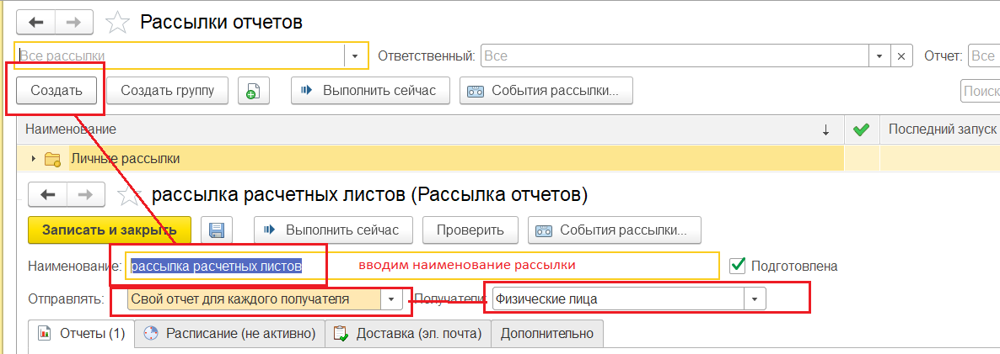 Рассылки отчетов
Все рассылки Ответственный: Все Отчет: Все
Создать Создать группу Выполнить сейчас События рассылки... Поиск
Наименование Последний запуск
Личные рассылки
рассылка расчетных листов (Рассылка отчетов)
Записать и закрыть Выполнить сейчас Проверить События рассылки...
Наименование: рассылка расчетных листов вводим наименование рассылки Подготовлена
Отправлять: Свой отчет для каждого получателя Получатели: Физические лица
Отчеты (1) Расписание (не активно) Доставка (эл. почта) Дополнительно